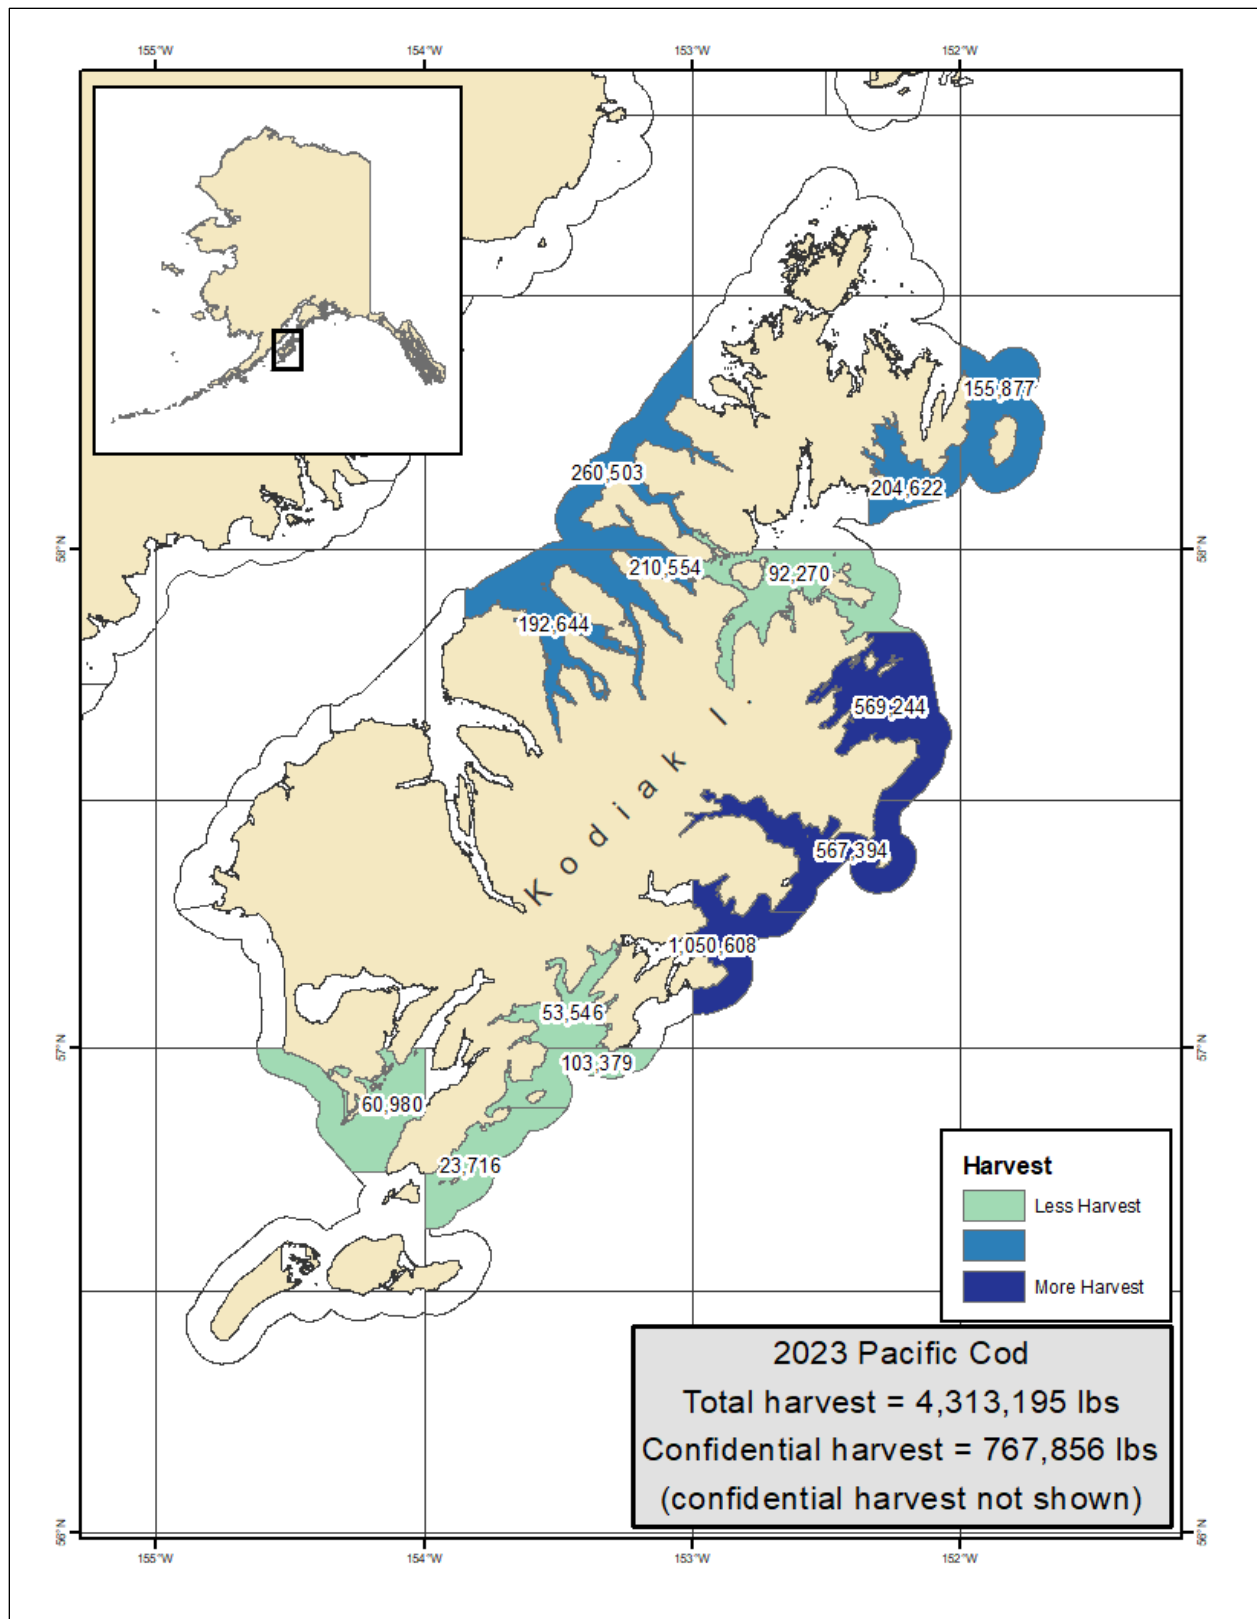 155°W 154°W 153°W 152°W
155,877
260,503
204,622
58°N 58°N
210,554
92,270
192,644
569,244
Kodiak I.
567,394
1,050,608
53,546
57°N 57°N
103,379
60,980
23,716
Harvest
Less Harvest
More Harvest
2023 Pacific Cod
Total harvest = 4,313,195 lbs
Confidential harvest = 767,856 lbs
(confidential harvest not shown)
56°N 56°N
155°W 154°W 153°W 152°W